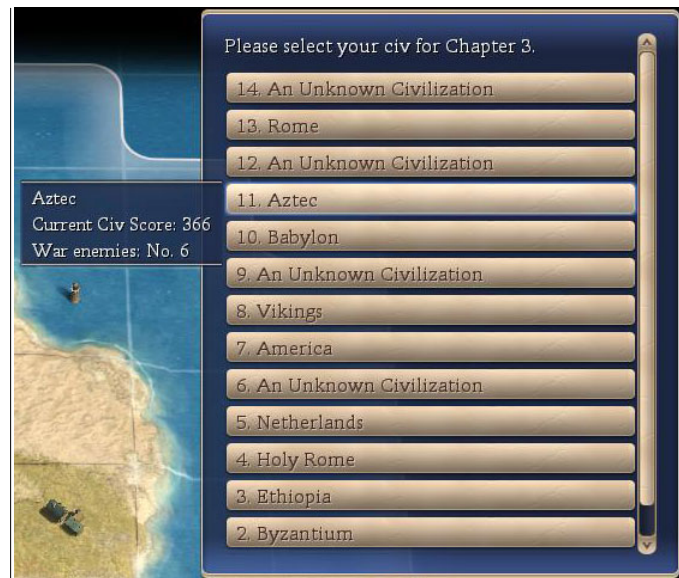 Please select your civ for Chapter 3.
14. An Unknown Civilization
13. Rome
12. An Unknown Civilization
11. Aztec
Aztec
Current Civ Score: 366
War enemies: No. 6
10. Babylon
9. An Unknown Civilization
8. Vikings
7. America
6. An Unknown Civilization
5. Netherlands
4. Holy Rome
3. Ethiopia
2. Byzantium